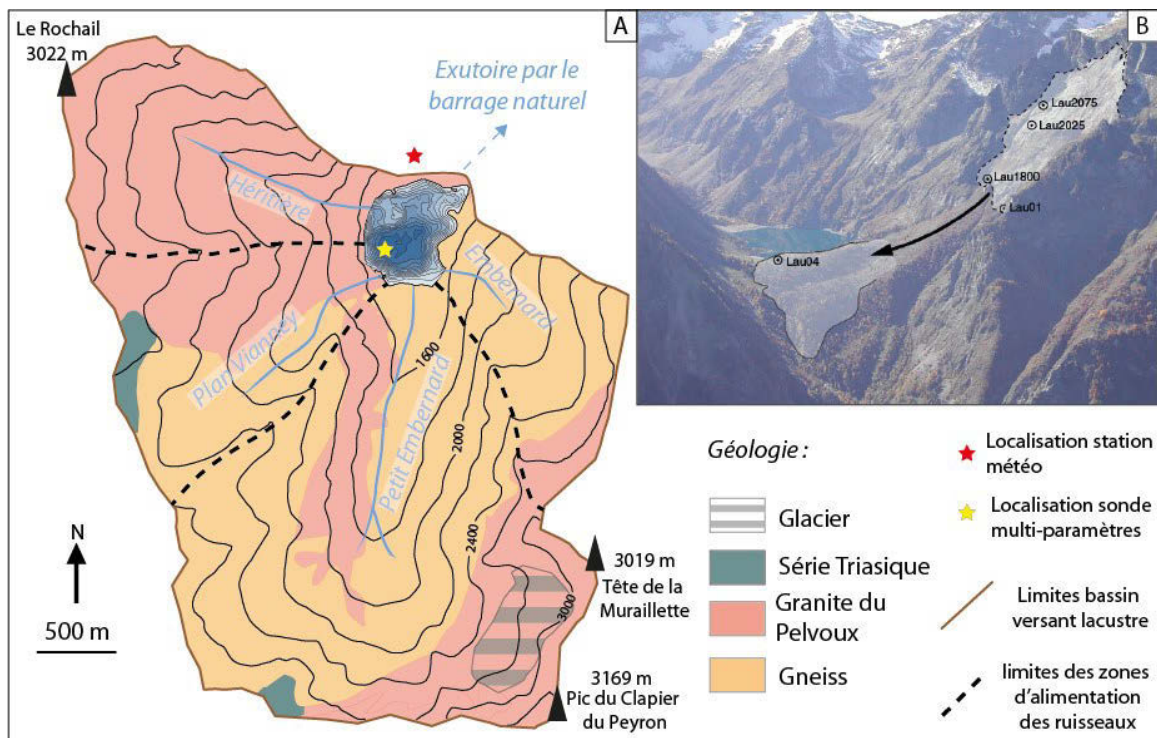 Le Rochail
3022 m
A
B
Exutoire par le
barrage naturel
Héritière
Embernard
Plan Vianney
Petit Embernard
1600
2000
2400
3000
N
500 m
3019 m
Tête de la
Muraillette
3169 m
Pic du Clapier
du Peyron
Lau2075
Lau2025
Lau1800
Lau01
Lau04
Géologie :
Glacier
Série Triasique
Granite du
Pelvoux
Gneiss
Localisation station
météo
Localisation sonde
multi-paramètres
Limites bassin
versant lacustre
limites des zones
d'alimentation
des ruisseaux